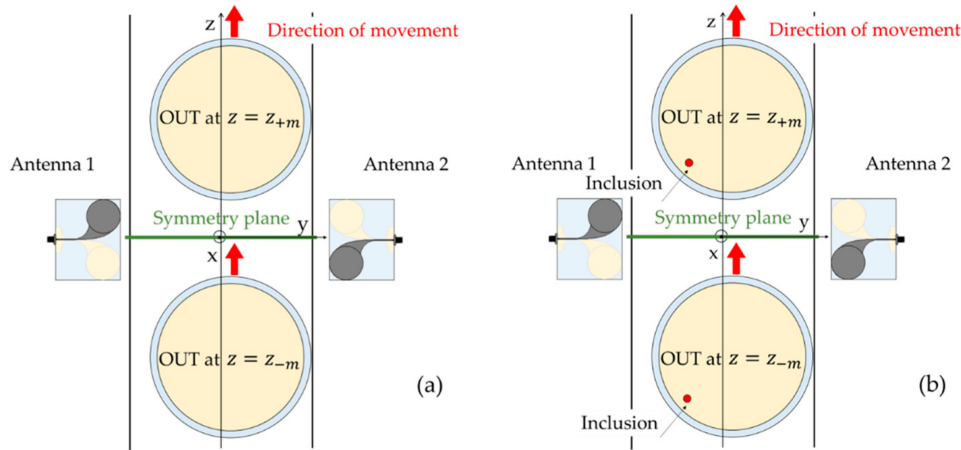 z
Direction of movement
OUT at z = z₊ₘ
Antenna 1
Antenna 2
Symmetry plane
y
x
OUT at z = z₋ₘ
(a)
z
Direction of movement
OUT at z = z₊ₘ
Antenna 1
Inclusion
Antenna 2
Symmetry plane
y
x
OUT at z = z₋ₘ
(b)
Inclusion